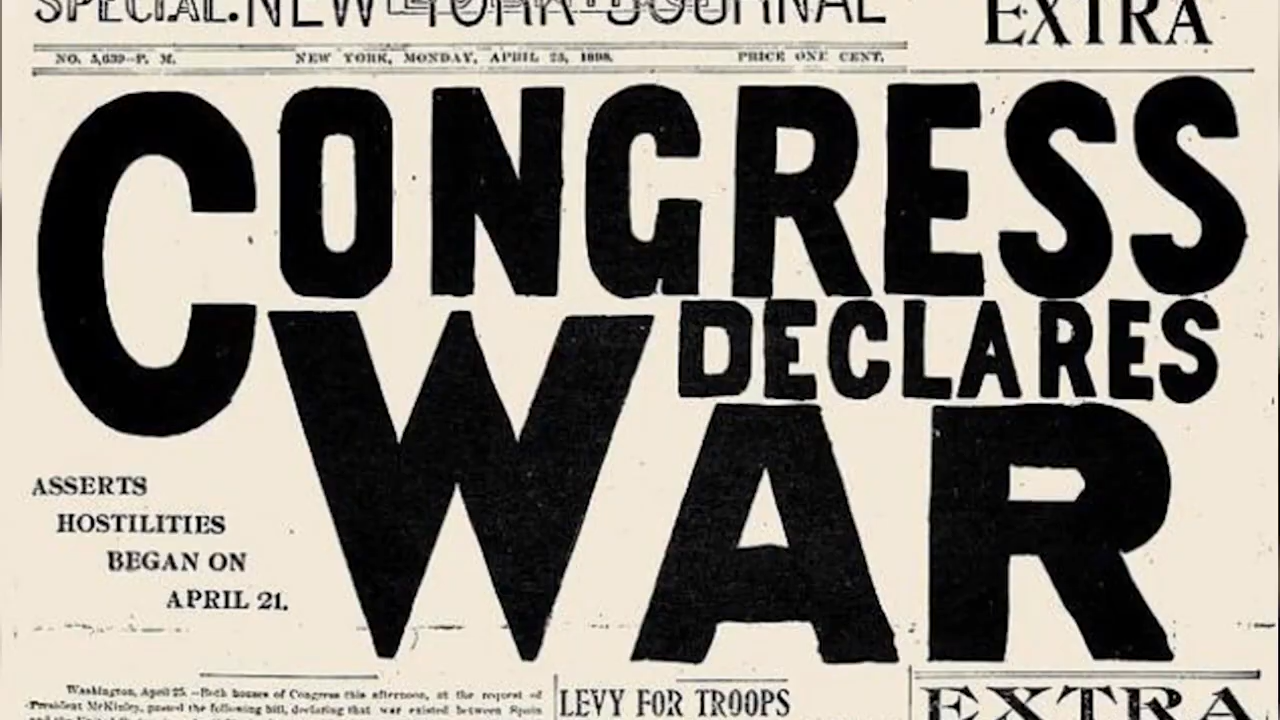 SPECIAL. NEW YORK JOURNAL
EXTRA
NO. 5,639—P. M.
NEW YORK, MONDAY, APRIL 25, 1898.
PRICE ONE CENT.
CONGRESS
DECLARES
WAR
ASSERTS
HOSTILITIES
BEGAN ON
APRIL 21.
Washington, April 25.—Both houses of Congress this afternoon, at the request of
President McKinley, passed the following bill, declaring that war existed between Spain
LEVY FOR TROOPS
EXTRA